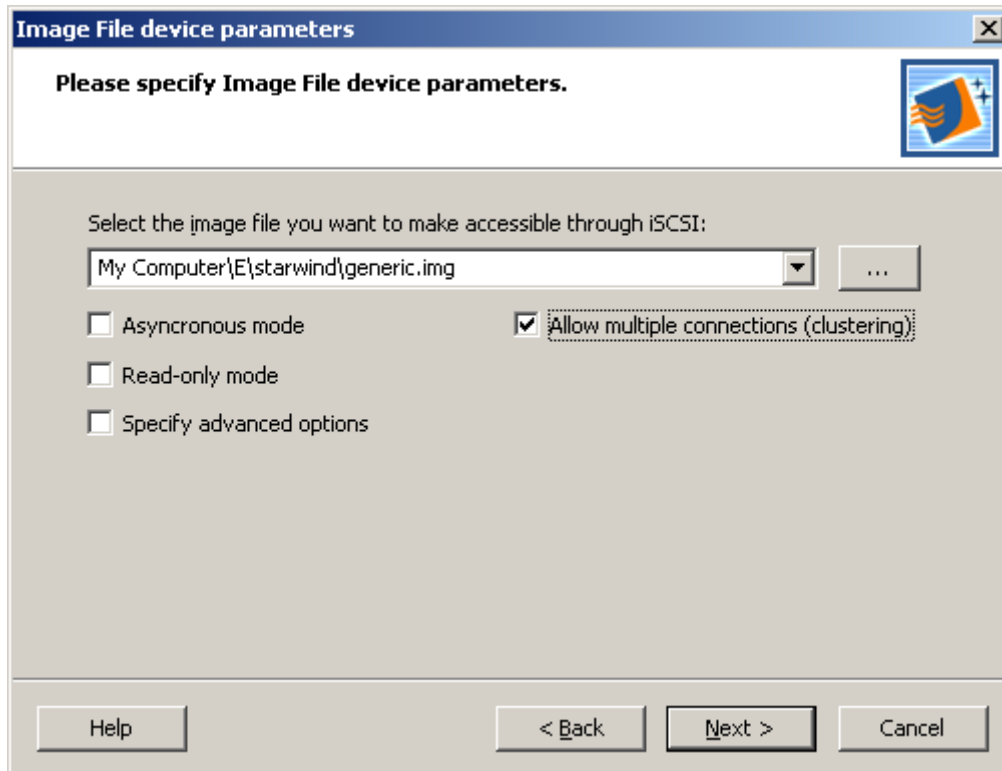 Image File device parameters
Please specify Image File device parameters.
Select the image file you want to make accessible through iSCSI:
My Computer\E\starwind\generic.img
...
Asyncronous mode
Allow multiple connections (clustering)
Read-only mode
Specify advanced options
Help
< Back
Next >
Cancel